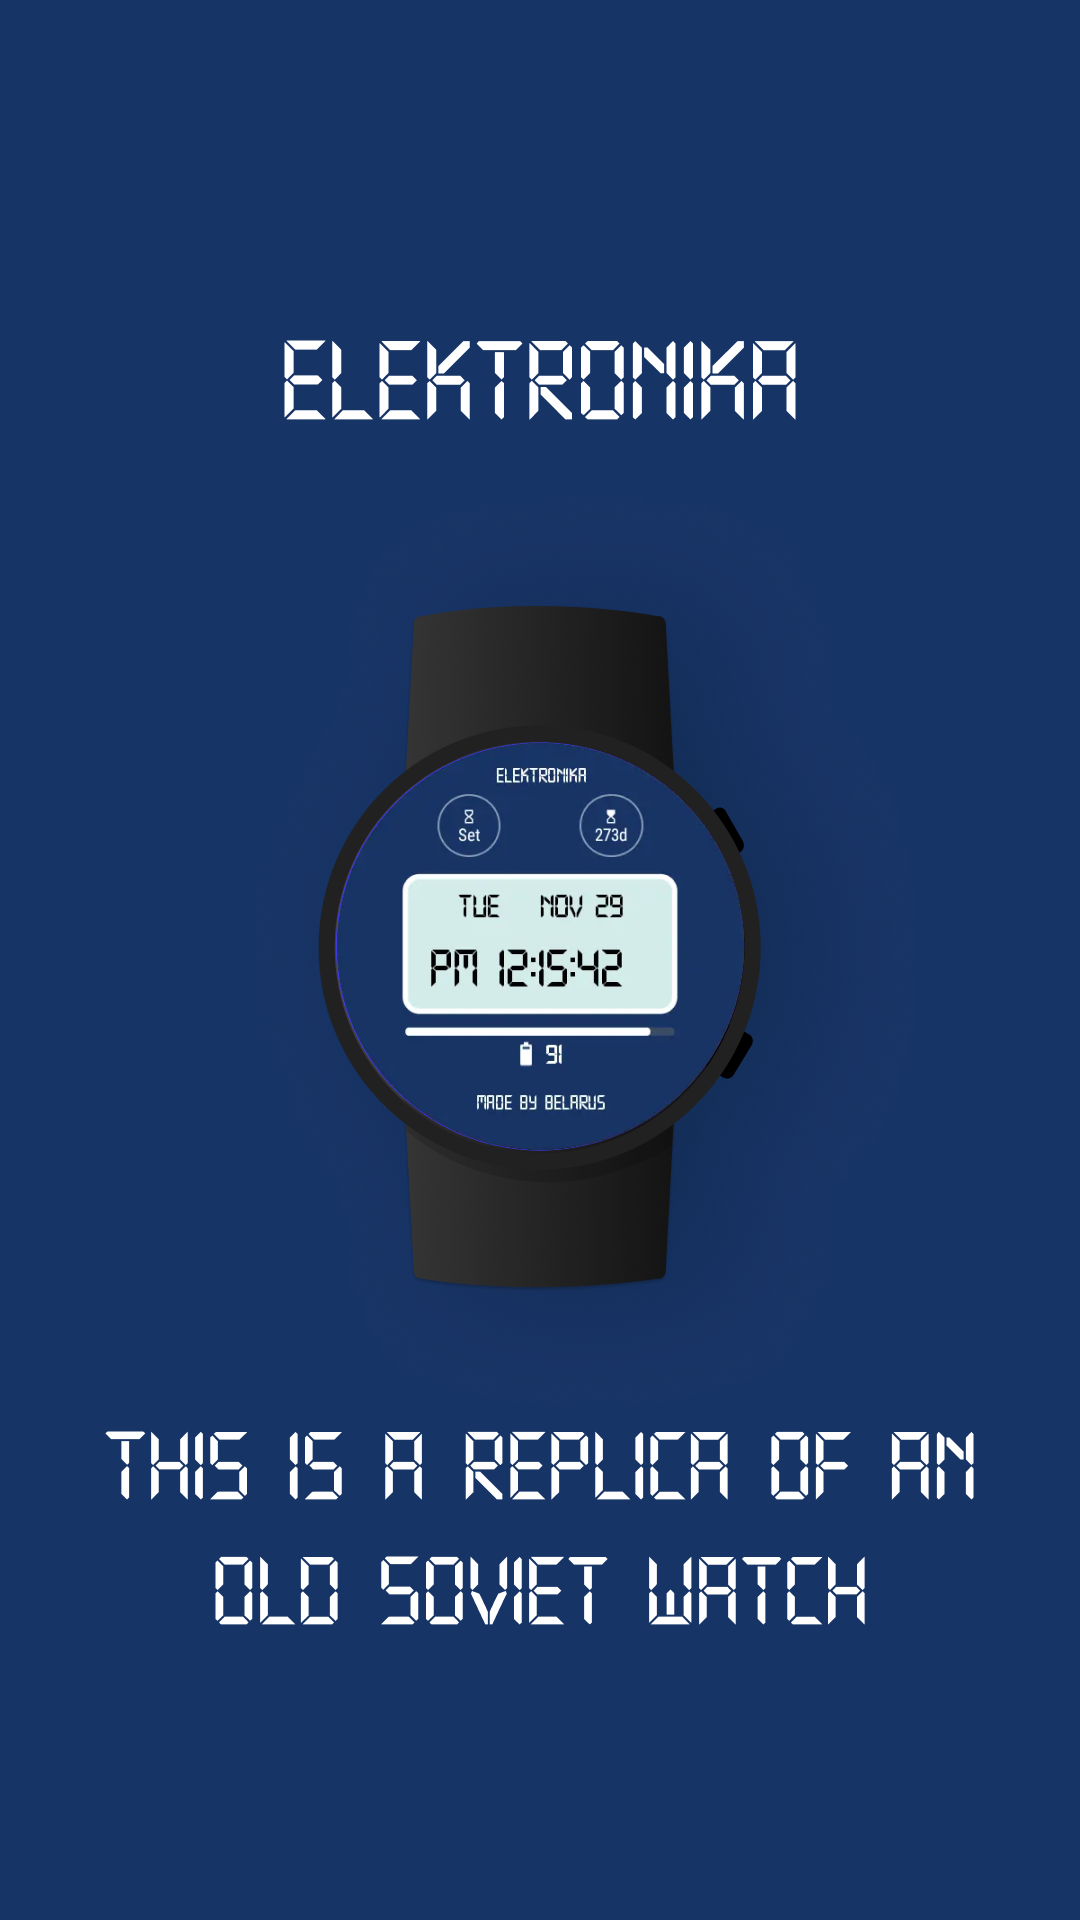 ELEKTRONIKA
ELEKTRONIKA
Set 273d
TUE NOV 29
PM 12:15:42
91
MADE BY BELARUS
THIS IS A REPLICA OF AN
OLD SOVIET WATCH